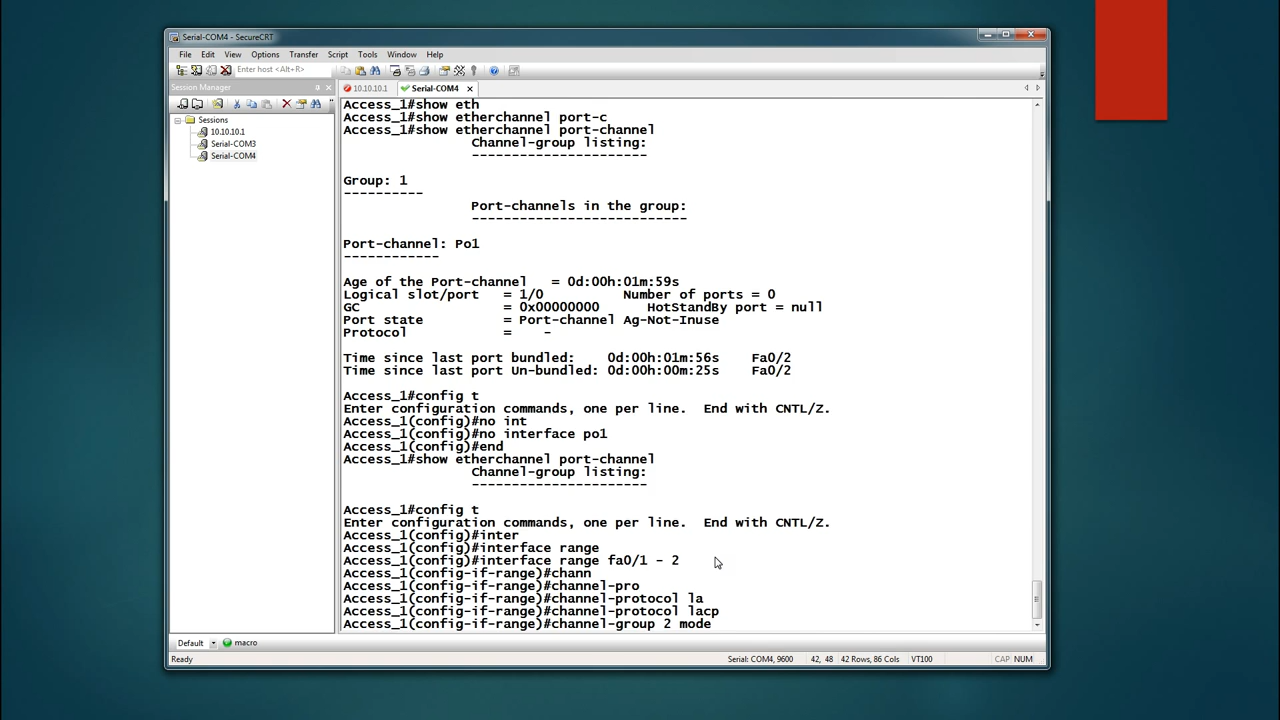 Serial-COM4 - SecureCRT
File Edit View Options Transfer Script Tools Window Help
Enter host <Alt+R>
Session Manager
10.10.10.1 Serial-COM4
Sessions
10.10.10.1
Serial-COM3
Serial-COM4
Access_1#show eth
Access_1#show etherchannel port-c
Access_1#show etherchannel port-channel
Channel-group listing:
----------------------
Group: 1
----------
Port-channels in the group:
---------------------------
Port-channel: Po1
------------
Age of the Port-channel = 0d:00h:01m:59s
Logical slot/port = 1/0 Number of ports = 0
GC = 0x00000000 HotStandBy port = null
Port state = Port-channel Ag-Not-Inuse
Protocol = -
Time since last port bundled: 0d:00h:01m:56s Fa0/2
Time since last port Un-bundled: 0d:00h:00m:25s Fa0/2
Access_1#config t
Enter configuration commands, one per line. End with CNTL/Z.
Access_1(config)#no int
Access_1(config)#no interface po1
Access_1(config)#end
Access_1#show etherchannel port-channel
Channel-group listing:
----------------------
Access_1#config t
Enter configuration commands, one per line. End with CNTL/Z.
Access_1(config)#inter
Access_1(config)#interface range
Access_1(config)#interface range fa0/1 - 2
Access_1(config-if-range)#chann
Access_1(config-if-range)#channel-pro
Access_1(config-if-range)#channel-protocol la
Access_1(config-if-range)#channel-protocol lacp
Access_1(config-if-range)#channel-group 2 mode
Default macro
Ready Serial: COM4, 9600 42, 48 42 Rows, 86 Cols VT100 CAP NUM